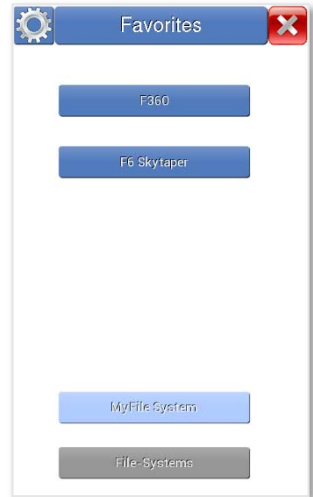 Favorites
F360
F6 Skytaper
MyFile System
File-Systems